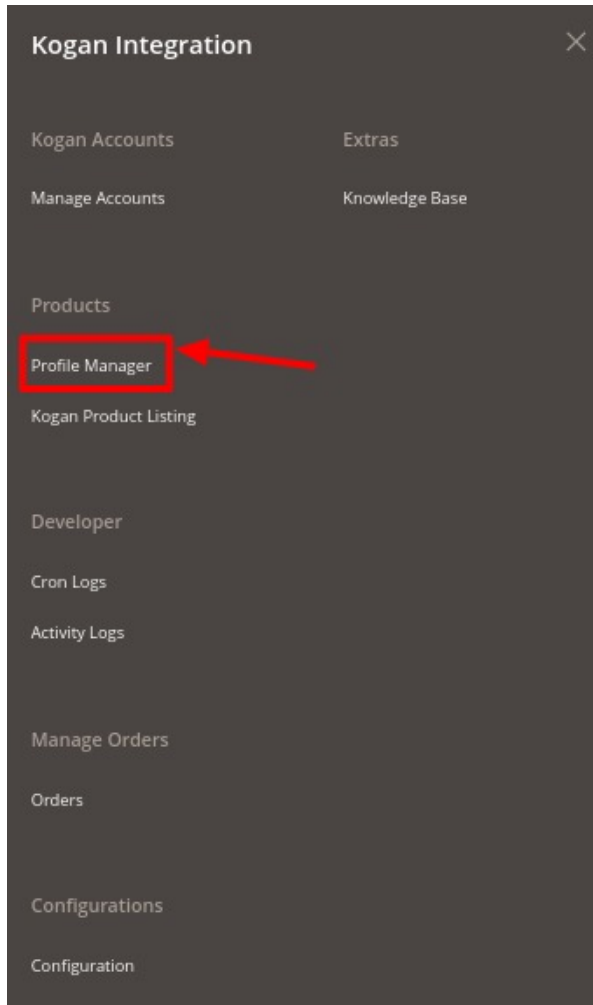 Kogan Integration
Kogan Accounts
Manage Accounts
Extras
Knowledge Base
Products
Profile Manager
Kogan Product Listing
Developer
Cron Logs
Activity Logs
Manage Orders
Orders
Configurations
Configuration